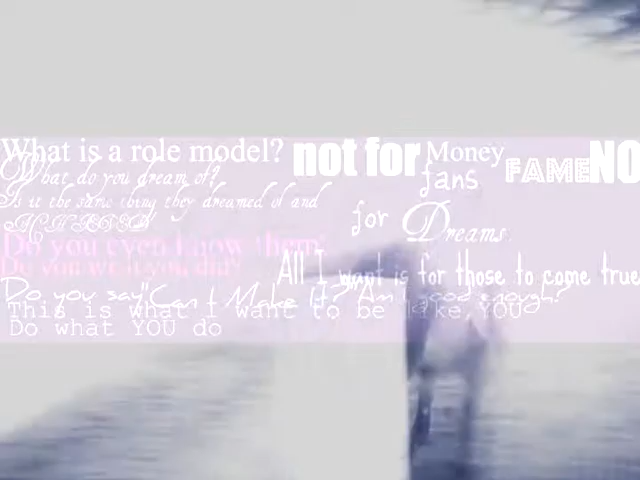 What is a role model?
What do you dream of?
Is it the same thing they dreamed of and
Do you even know them?
Do you say"Can I Make It? Am I good enough?
This is what I want to be like, YOU
Do what YOU do
not for Money
fans
FAME NO
for Dreams
All I want is for those to come true